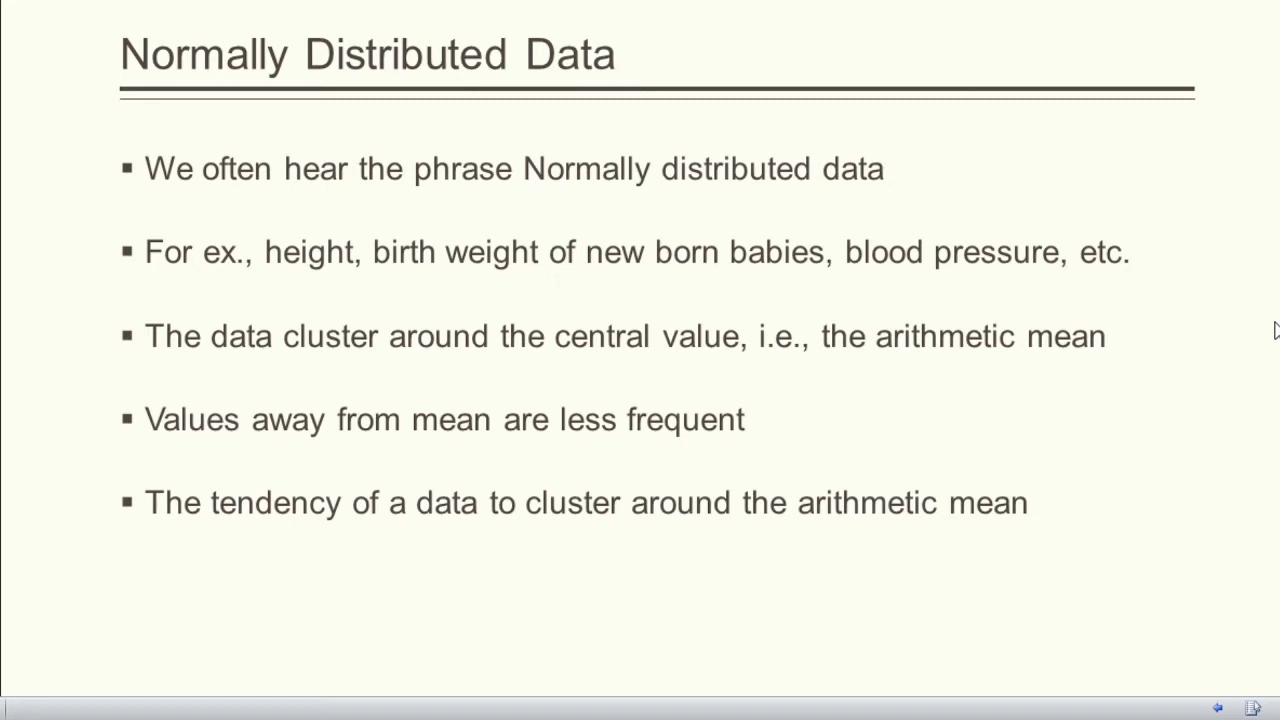 Normally Distributed Data
▪ We often hear the phrase Normally distributed data
▪ For ex., height, birth weight of new born babies, blood pressure, etc.
▪ The data cluster around the central value, i.e., the arithmetic mean
▪ Values away from mean are less frequent
▪ The tendency of a data to cluster around the arithmetic mean